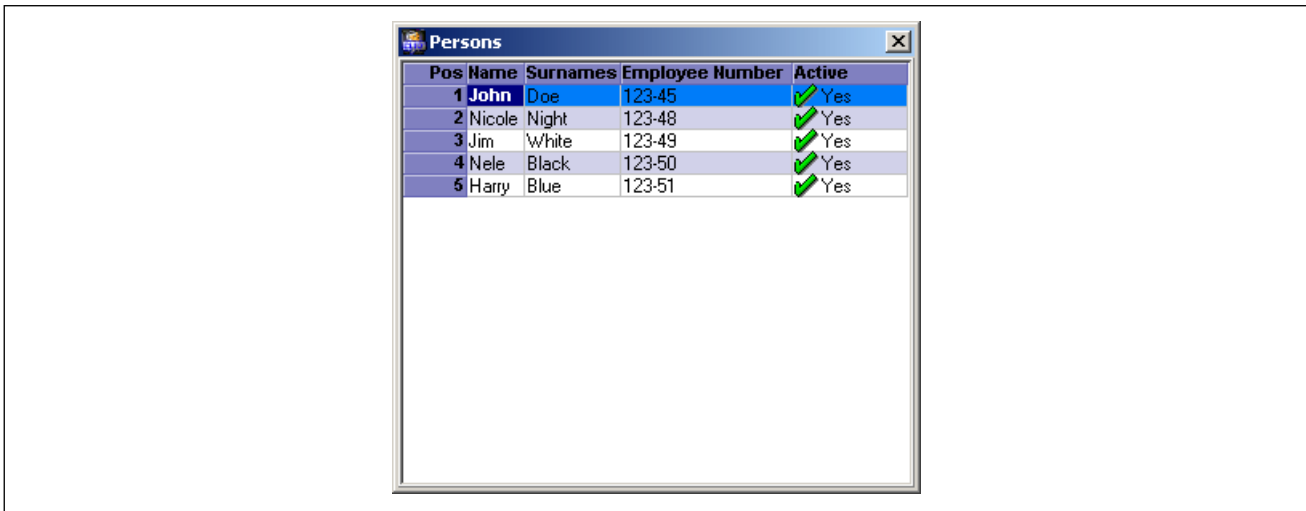 Persons
Pos Name Surnames Employee Number Active
1 John Doe 123-45 Yes
2 Nicole Night 123-48 Yes
3 Jim White 123-49 Yes
4 Nele Black 123-50 Yes
5 Harry Blue 123-51 Yes